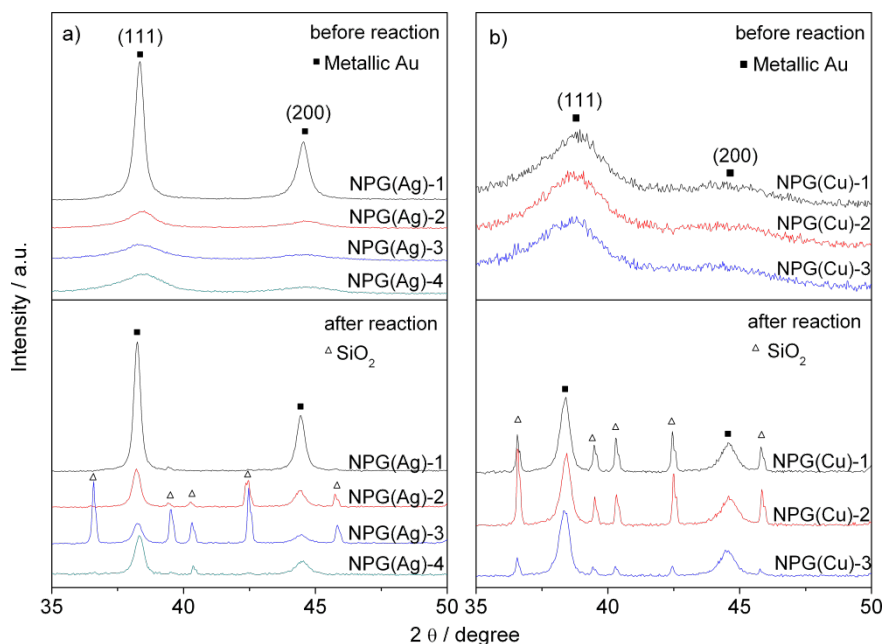 a)
before reaction
(111)
■ Metallic Au
(200)
NPG(Ag)-1
NPG(Ag)-2
NPG(Ag)-3
NPG(Ag)-4
after reaction
△ SiO₂
NPG(Ag)-1
NPG(Ag)-2
NPG(Ag)-3
NPG(Ag)-4
35 40 45 50
b)
before reaction
■ Metallic Au
(111)
(200)
NPG(Cu)-1
NPG(Cu)-2
NPG(Cu)-3
after reaction
△ SiO₂
NPG(Cu)-1
NPG(Cu)-2
NPG(Cu)-3
35 40 45 50
Intensity / a.u.
2 θ / degree